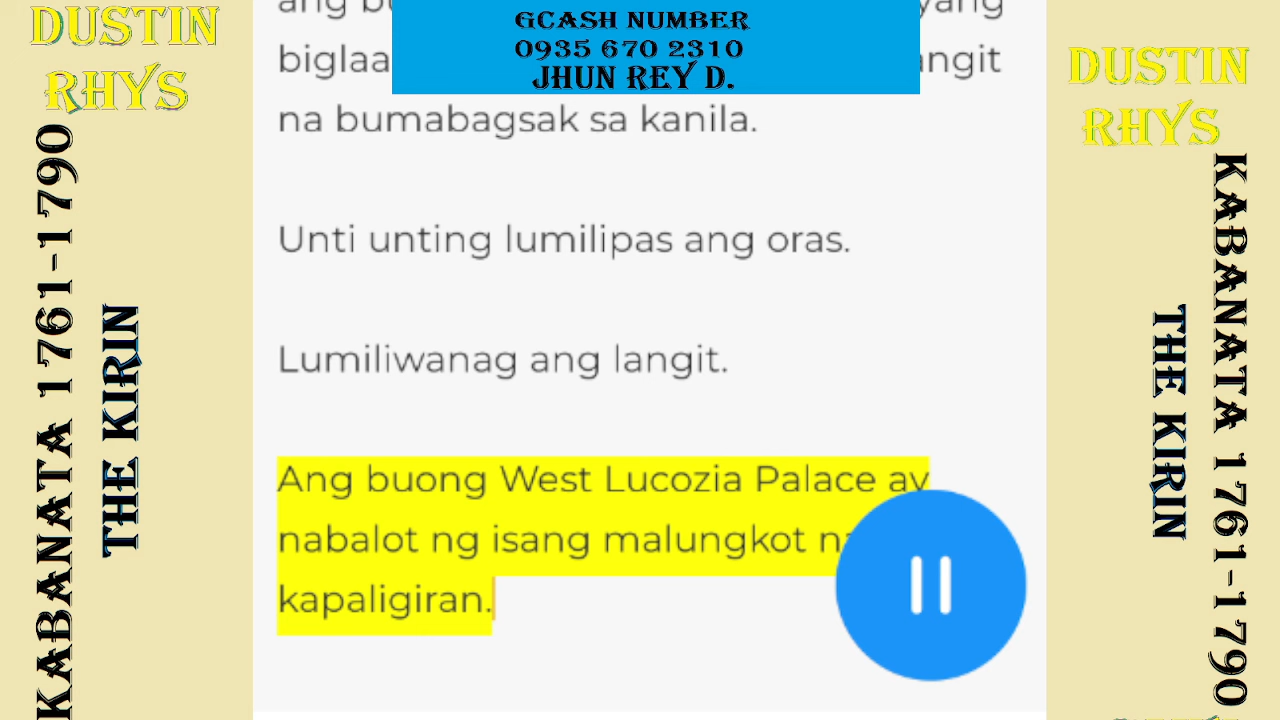 DUSTIN
RHYS
KABANATA 1761-1790
THE KIRIN
GCASH NUMBER
0935 670 2310
JHUN REY D.
ang
yang
biglaa
angit
na bumabagsak sa kanila.
Unti unting lumilipas ang oras.
Lumiliwanag ang langit.
Ang buong West Lucozia Palace ay
nabalot ng isang malungkot na
kapaligiran.
DUSTIN
RHYS
KABANATA 1761-1790
THE KIRIN